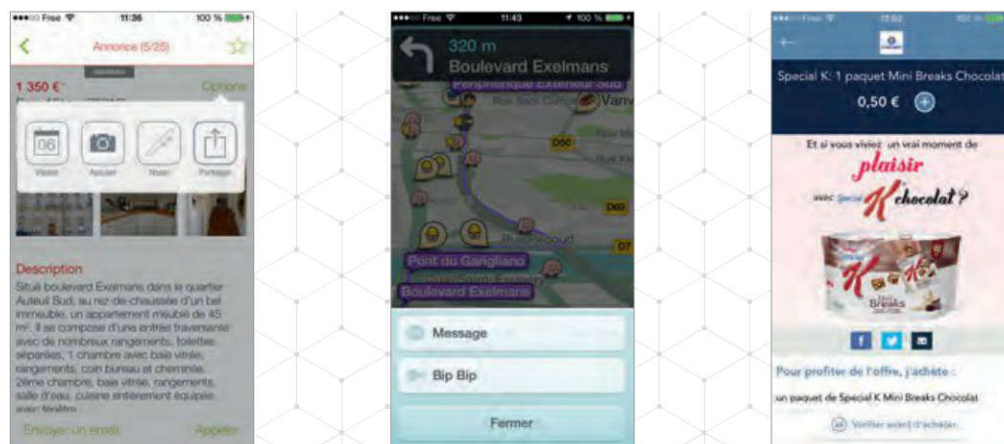 Free 11:36 100 %
Annonce (5/25)
1 350 €
Options
06
Visiter Ajouter Noter Partager
Description
Situé boulevard Exelmans dans le quartier
Auteuil Sud, au rez-de-chaussée d'un bel
immeuble, un appartement meublé de 45
m². Il se compose d'une entrée traversante
avec de nombreux rangements, toilettes
séparées, 1 chambre avec baie vitrée,
rangements, coin bureau et cheminée.
2ème chambre, baie vitrée, rangements,
salle d'eau, cuisine entièrement équipée
avec fenêtre.
Envoyer un email Appeler
Free 11:43 100 %
320 m
Boulevard Exelmans
Périphérique Extérieur Sud
Vanv
D50
D60
D7
Pont du Garigliano
Boulevard Exelmans
Message
Bip Bip
Fermer
Free
Special K: 1 paquet Mini Breaks Chocolat
0,50 € +
Et si vous viviez un vrai moment de
plaisir
avec Special K chocolat ?
K
Mini
Breaks
Pour profiter de l'offre, j'achète :
un paquet de Special K Mini Breaks Chocolat
Vérifier avant d'acheter